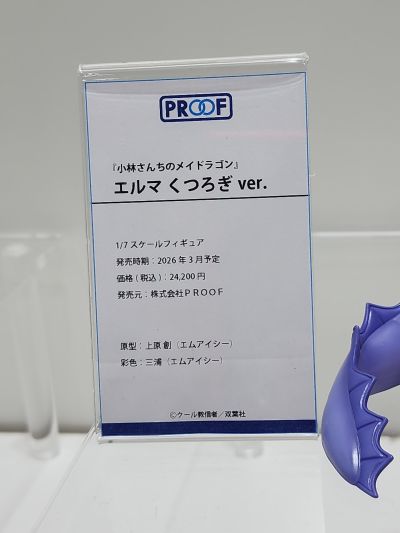 PROOF
『小林さんちのメイドラゴン』
エルマ くつろぎ ver.
1/7 スケールフィギュア
発売時期：2026 年 3 月予定
価格（税込）：24,200 円
発売元：株式会社ＰＲＯＯＦ
原型：上原 創（エムアイシー）
彩色：三浦（エムアイシー）
©クール教信者／双葉社